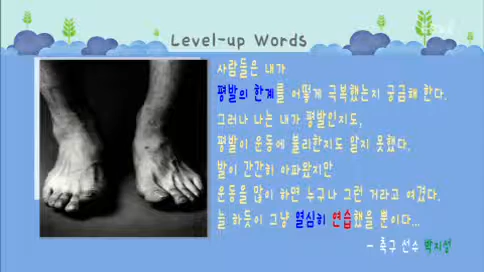 Level-up Words
사람들은 내가
평발의 한계를 어떻게 극복했는지 궁금해 한다.
그러나 나는 내가 평발인지도,
평발이 운동에 불리한지도 알지 못했다.
발이 간간히 아파왔지만
운동을 많이 하면 누구나 그런 거라고 여겼다.
늘 하듯이 그냥 열심히 연습했을 뿐이다...
- 축구 선수 박지성